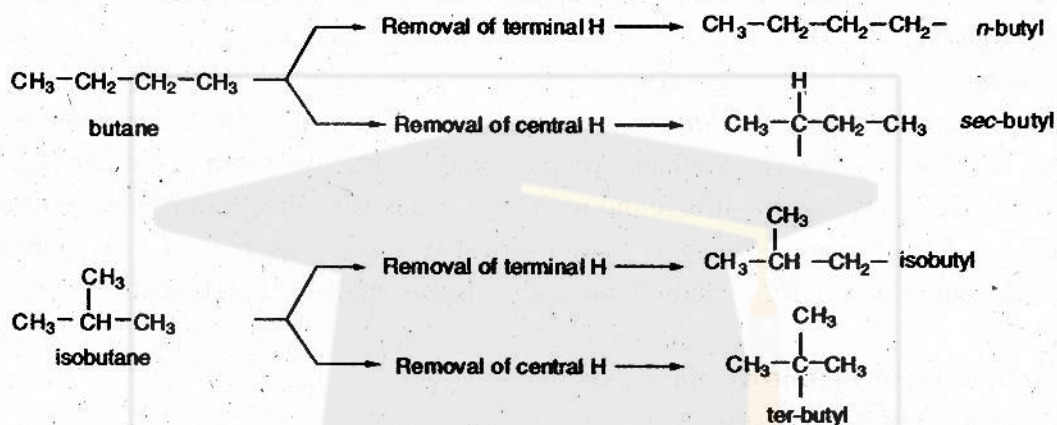 Removal of terminal H CH₃-CH₂-CH₂-CH₂- n-butyl
CH₃-CH₂-CH₂-CH₃
butane
H
Removal of central H CH₃-C-CH₂-CH₃ sec-butyl
CH₃
Removal of terminal H CH₃-CH-CH₂- isobutyl
CH₃
CH₃-CH-CH₃
isobutane
CH₃
Removal of central H CH₃-C-CH₃
ter-butyl